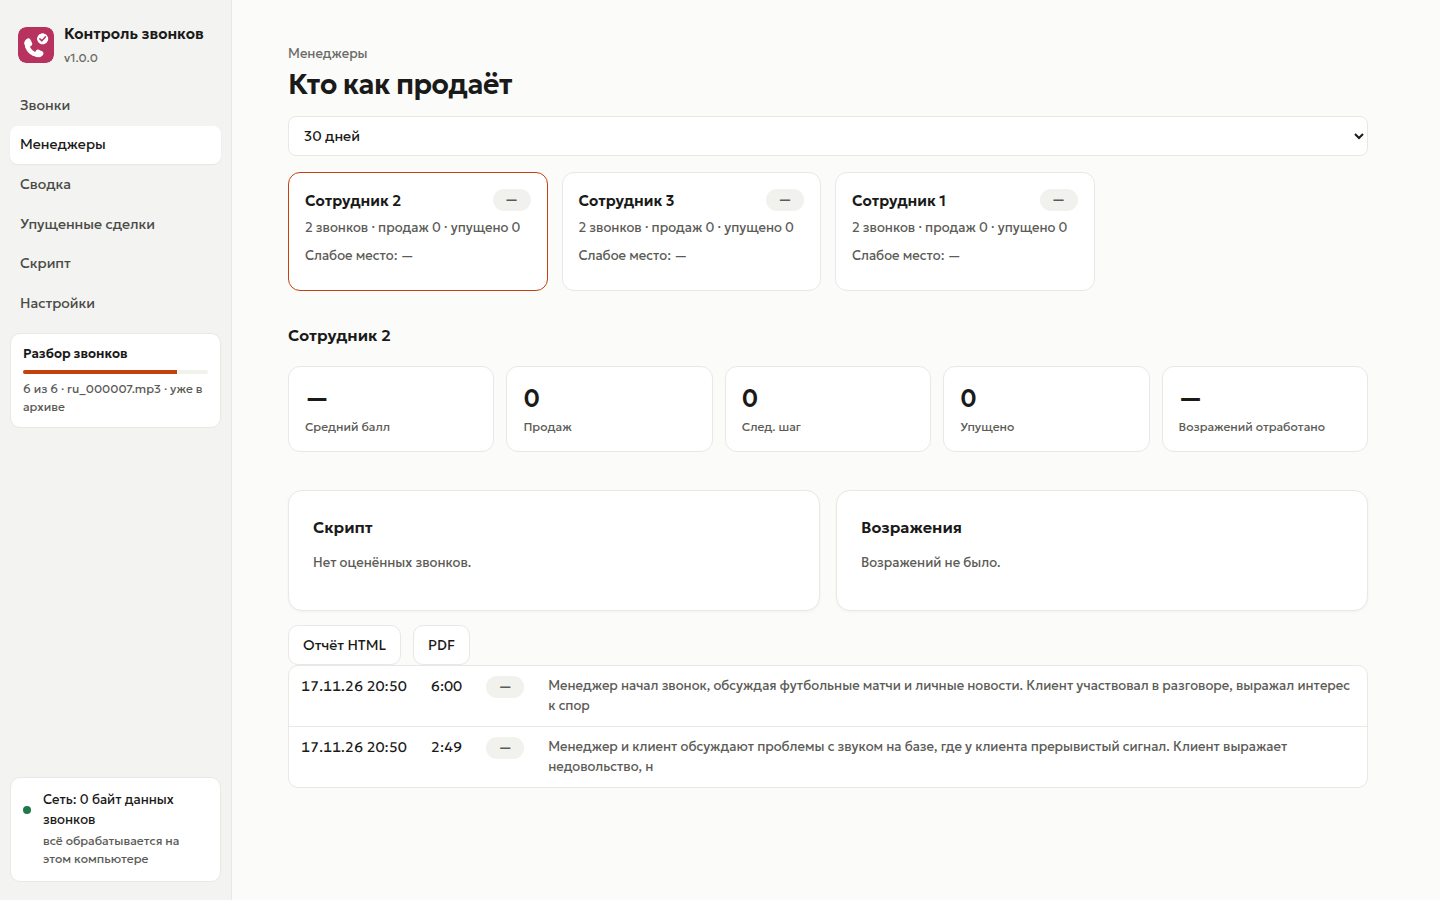 Контроль звонков
v1.0.0
Звонки
Менеджеры
Сводка
Упущенные сделки
Скрипт
Настройки
Разбор звонков
6 из 6 · ru_000007.mp3 · уже в
архиве
Сеть: 0 байт данных
звонков
всё обрабатывается на
этом компьютере
Менеджеры
Кто как продаёт
30 дней
Сотрудник 2 —
2 звонков · продаж 0 · упущено 0
Слабое место: —
Сотрудник 3 —
2 звонков · продаж 0 · упущено 0
Слабое место: —
Сотрудник 1 —
2 звонков · продаж 0 · упущено 0
Слабое место: —
Сотрудник 2
—
Средний балл
0
Продаж
0
След. шаг
0
Упущено
—
Возражений отработано
Скрипт
Нет оценённых звонков.
Возражения
Возражений не было.
Отчёт HTML
PDF
17.11.26 20:50 6:00 — Менеджер начал звонок, обсуждая футбольные матчи и личные новости. Клиент участвовал в разговоре, выражал интерес
к спор
17.11.26 20:50 2:49 — Менеджер и клиент обсуждают проблемы с звуком на базе, где у клиента прерывистый сигнал. Клиент выражает
недовольство, н